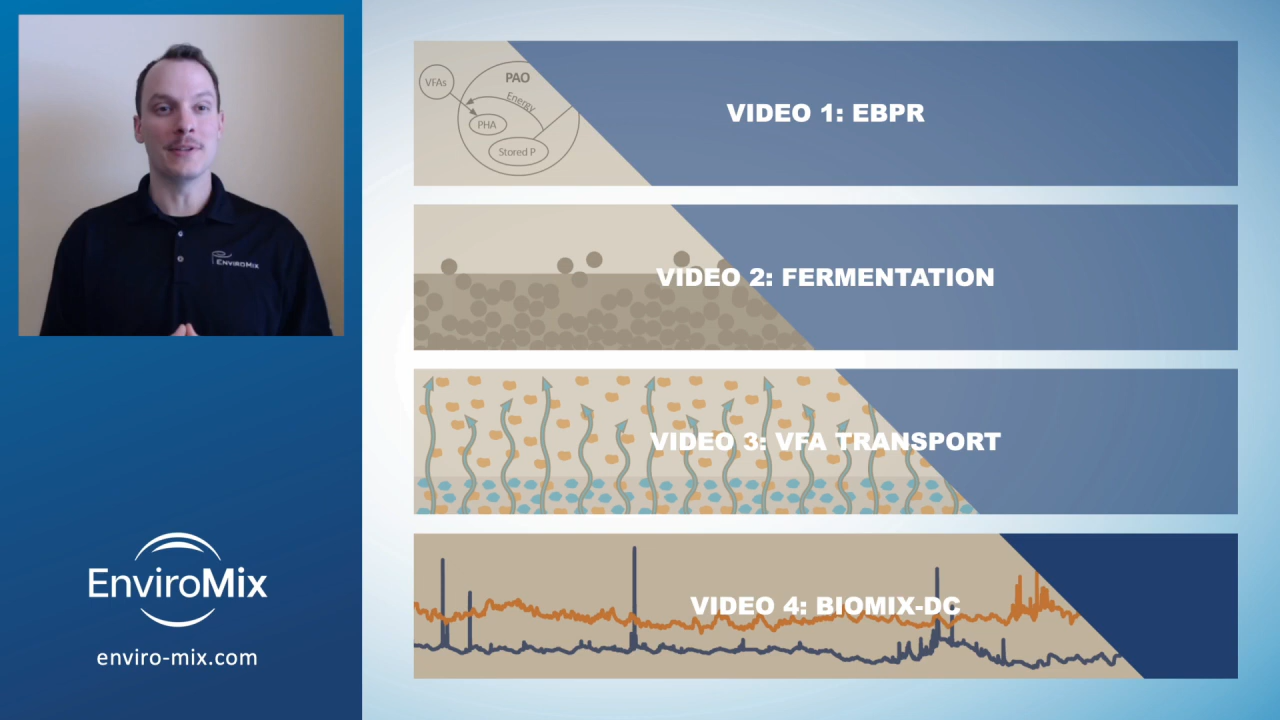 ENVIROMIX
EnviroMix
enviro-mix.com
VFAs
PAO
Energy
PHA
Stored P
VIDEO 1: EBPR
VIDEO 2: FERMENTATION
VIDEO 3: VFA TRANSPORT
VIDEO 4: BIOMIX-DC